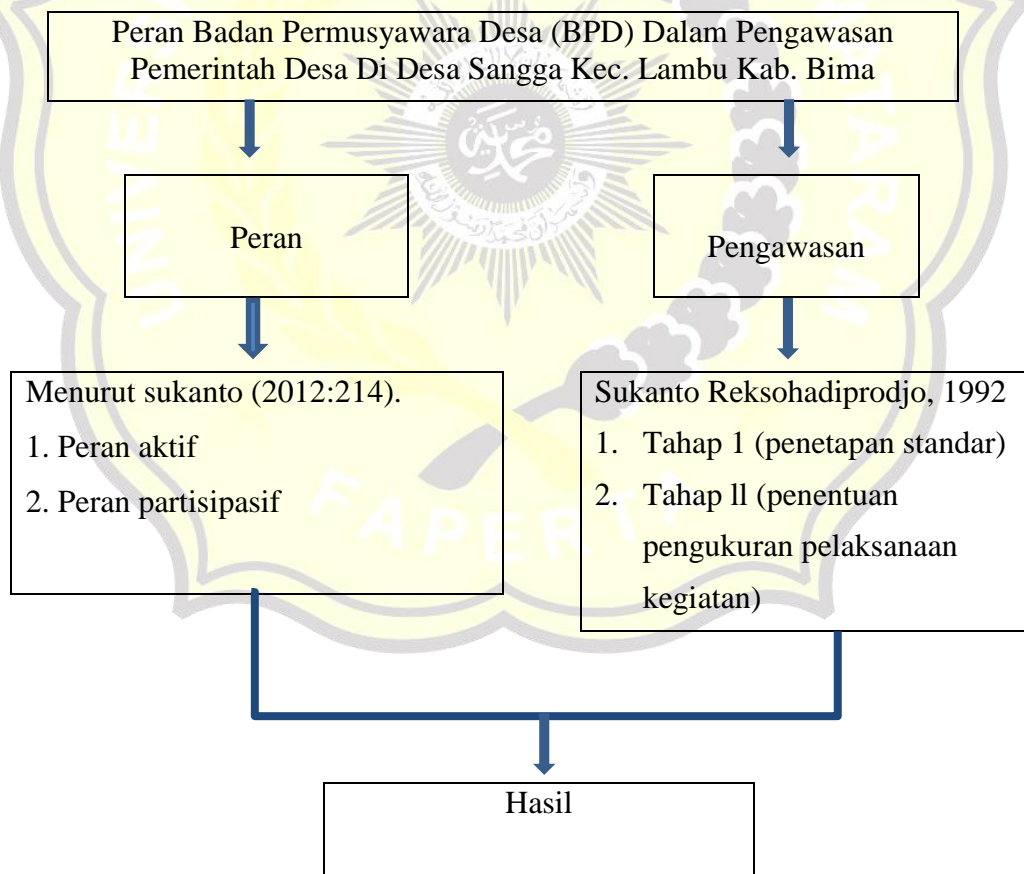 Peran Badan Permusyawara Desa (BPD) Dalam Pengawasan
Pemerintah Desa Di Desa Sangga Kec. Lambu Kab. Bima
Peran
Pengawasan
Menurut sukanto (2012:214).
1. Peran aktif
2. Peran partisipasif
Sukanto Reksohadiprodjo, 1992
1. Tahap 1 (penetapan standar)
2. Tahap ll (penentuan
pengukuran pelaksanaan
kegiatan)
FAPERTA
Hasil